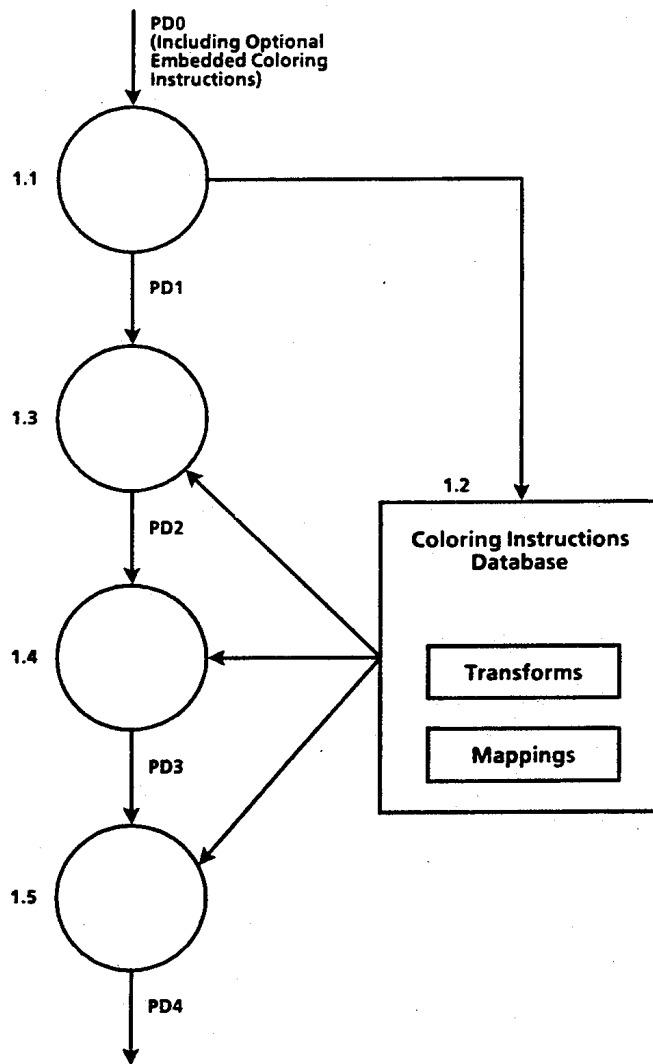 PD0
(Including Optional
Embedded Coloring
Instructions)
1.1
PD1
1.3
1.2
Coloring Instructions
Database
PD2
1.4
Transforms
Mappings
PD3
1.5
PD4